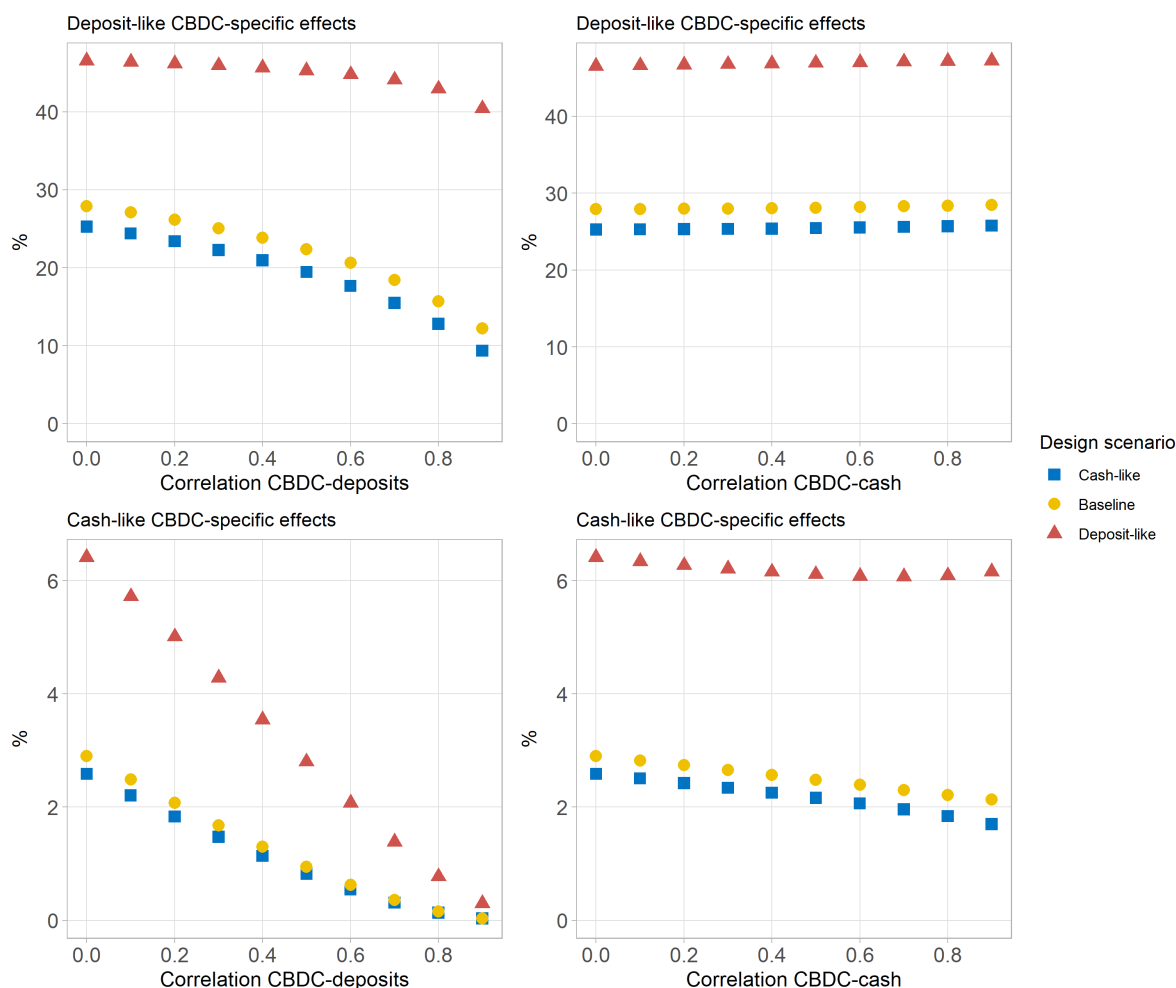 Deposit-like CBDC-specific effects
Deposit-like CBDC-specific effects
%
40
30
20
10
0
0.0 0.2 0.4 0.6 0.8
Correlation CBDC-deposits
%
40
30
20
10
0
0.0 0.2 0.4 0.6 0.8
Correlation CBDC-cash
Cash-like CBDC-specific effects
Cash-like CBDC-specific effects
%
6
4
2
0
0.0 0.2 0.4 0.6 0.8
Correlation CBDC-deposits
%
6
4
2
0
0.0 0.2 0.4 0.6 0.8
Correlation CBDC-cash
Design scenario
Cash-like
Baseline
Deposit-like